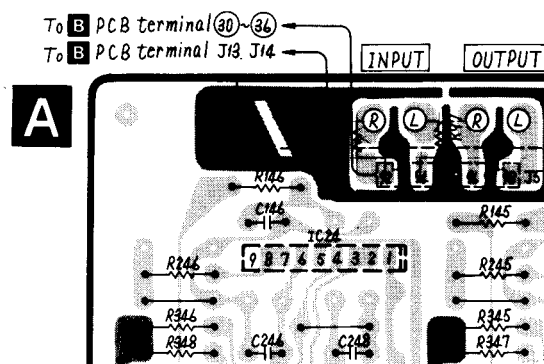 To B PCB terminal 30 ~ 36
To B PCB terminal J13, J14
INPUT OUTPUT
A
R L R L
J5
R146
C146 R145
IC24
9 8 7 6 5 4 3 2 1
R246 R245
R346 R345
R348 C246 C248 R347